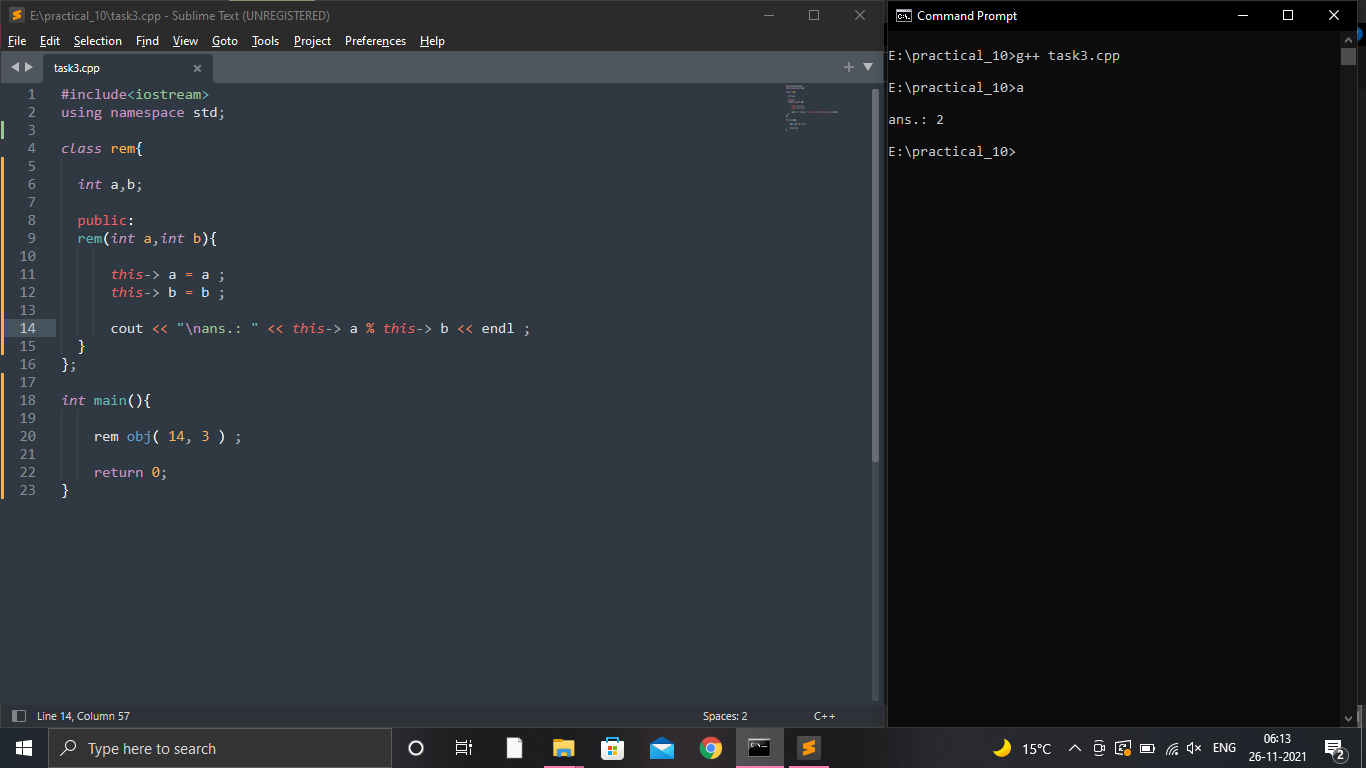 E:\practical_10\task3.cpp - Sublime Text (UNREGISTERED)
File Edit Selection Find View Goto Tools Project Preferences Help
task3.cpp
1 #include<iostream>
2 using namespace std;
3
4 class rem{
5
6 int a,b;
7
8 public:
9 rem(int a,int b){
10
11 this-> a = a ;
12 this-> b = b ;
13
14 cout << "\nans.: " << this-> a % this-> b << endl ;
15 }
16 };
17
18 int main(){
19
20 rem obj( 14, 3 ) ;
21
22 return 0;
23 }
Line 14, Column 57
Spaces: 2
C++
Command Prompt
E:\practical_10>g++ task3.cpp
E:\practical_10>a
ans.: 2
E:\practical_10>
Type here to search
15°C
ENG
06:13
26-11-2021
2